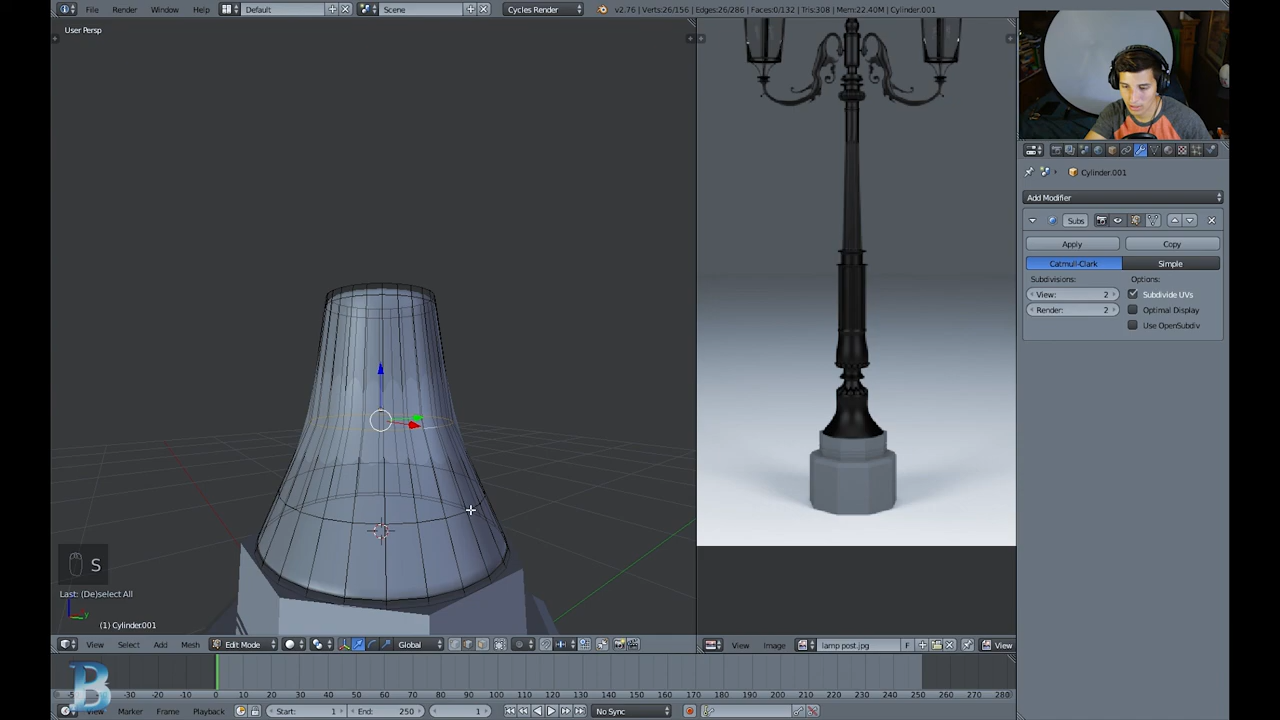 File Render Window Help Default Scene Cycles Render v2.76 | Verts:26/156 | Edges:26/286 | Faces:0/132 | Tris:308 | Mem:22.40M | Cylinder.001
User Persp
Cylinder.001
Add Modifier
Subs
Apply Copy
Catmull-Clark Simple
Subdivisions: Options:
View: 2 Subdivide UVs
Render: 2 Optimal Display
Use OpenSubdiv
S
Last: (De)select All
(1) Cylinder.001
View Select Add Mesh Edit Mode Global View Image lamp post.jpg F View
-30 -20 -10 0 10 20 30 40 50 60 70 80 90 100 110 120 130 140 150 160 170 180 190 200 210 220 230 240 250 260 270 280
B
Marker Frame Playback Start: 1 End: 250 1 No Sync